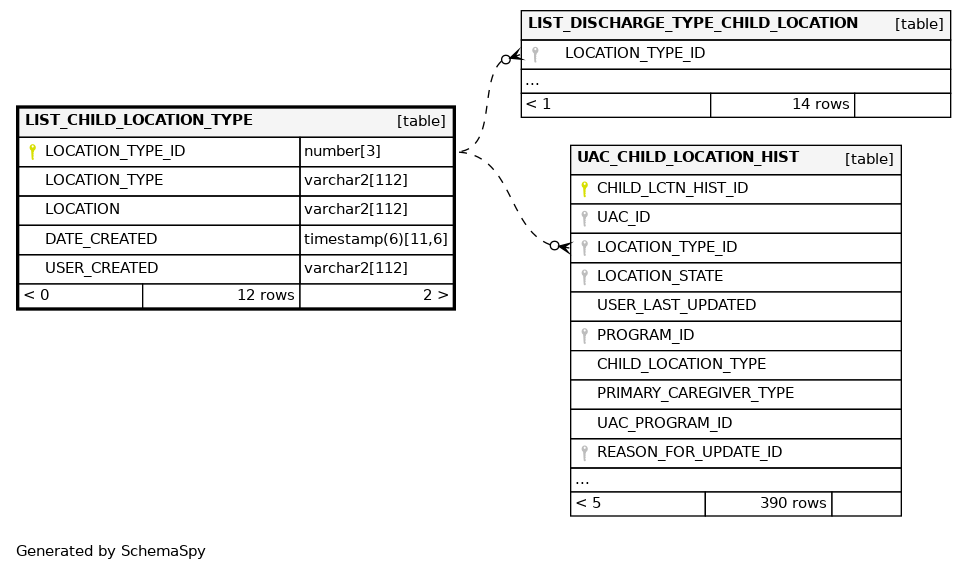 LIST_DISCHARGE_TYPE_CHILD_LOCATION [table]
LOCATION_TYPE_ID
...
< 1 14 rows
LIST_CHILD_LOCATION_TYPE [table]
LOCATION_TYPE_ID number[3]
LOCATION_TYPE varchar2[112]
LOCATION varchar2[112]
DATE_CREATED timestamp(6)[11,6]
USER_CREATED varchar2[112]
< 0 12 rows 2 >
UAC_CHILD_LOCATION_HIST [table]
CHILD_LCTN_HIST_ID
UAC_ID
LOCATION_TYPE_ID
LOCATION_STATE
USER_LAST_UPDATED
PROGRAM_ID
CHILD_LOCATION_TYPE
PRIMARY_CAREGIVER_TYPE
UAC_PROGRAM_ID
REASON_FOR_UPDATE_ID
...
< 5 390 rows
Generated by SchemaSpy